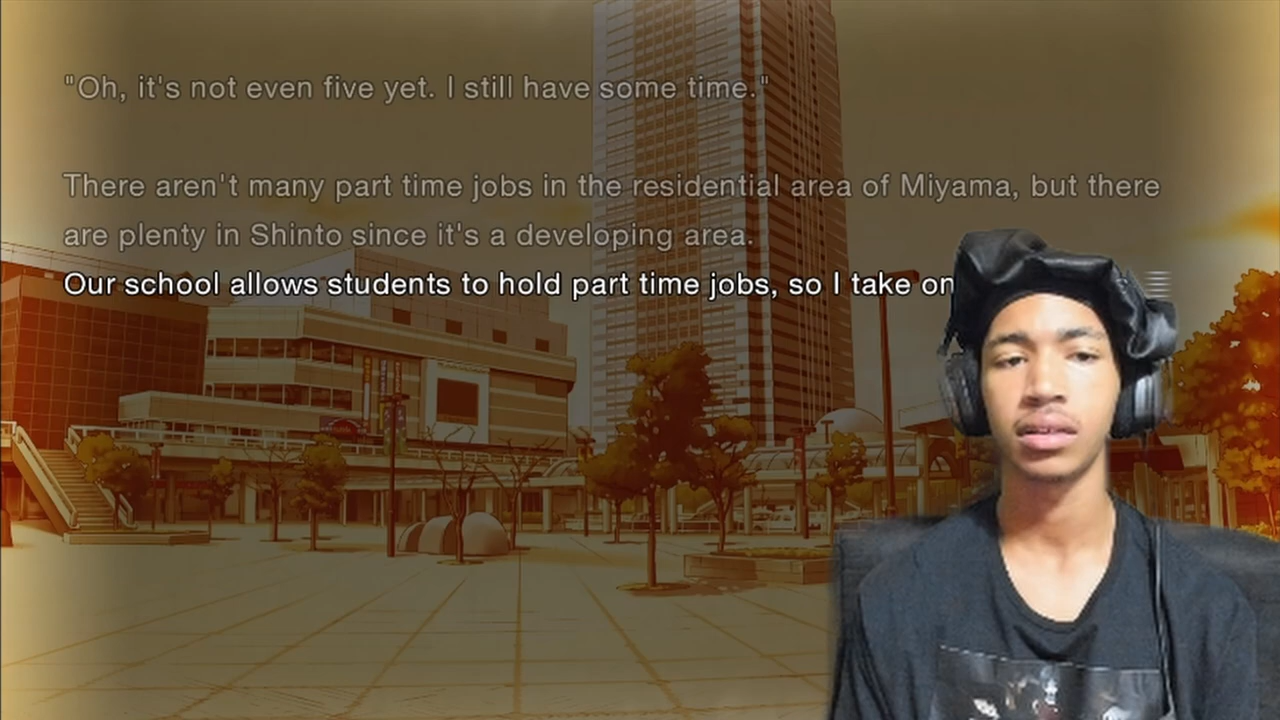 "Oh, it's not even five yet. I still have some time."
There aren't many part time jobs in the residential area of Miyama, but there
are plenty in Shinto since it's a developing area.
Our school allows students to hold part time jobs, so I take on